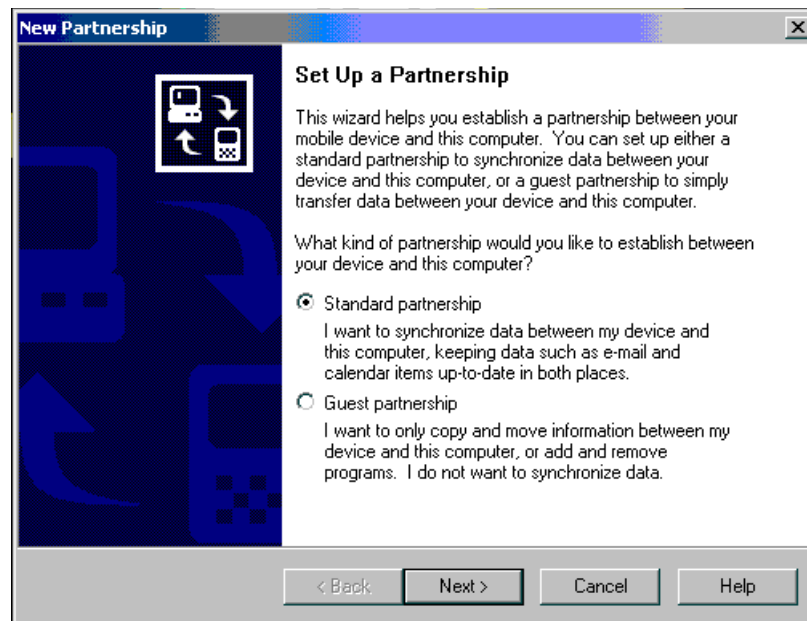 New Partnership
Set Up a Partnership
This wizard helps you establish a partnership between your
mobile device and this computer.  You can set up either a
standard partnership to synchronize data between your
device and this computer, or a guest partnership to simply
transfer data between your device and this computer.
What kind of partnership would you like to establish between
your device and this computer?
Standard partnership
I want to synchronize data between my device and
this computer, keeping data such as e-mail and
calendar items up-to-date in both places.
Guest partnership
I want to only copy and move information between my
device and this computer, or add and remove
programs.  I do not want to synchronize data.
< Back Next > Cancel Help